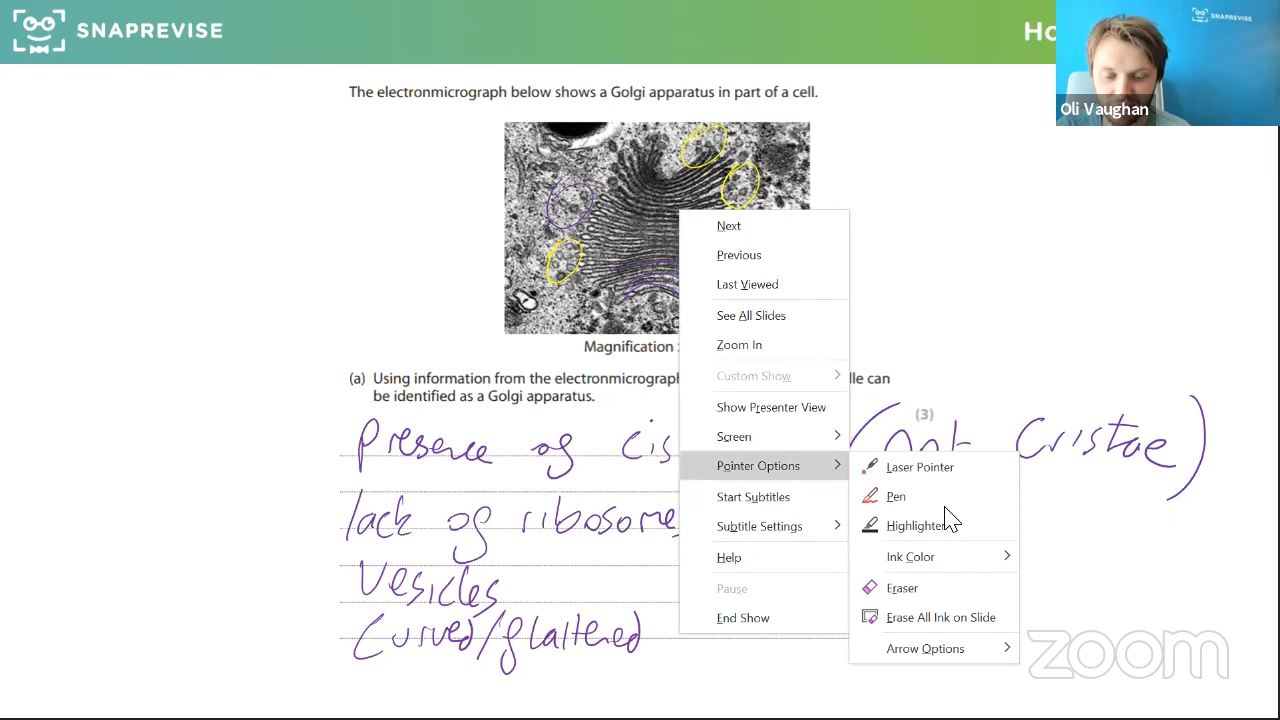 SNAPREVISE
Ho
SNAPREVISE
Oli Vaughan
The electronmicrograph below shows a Golgi apparatus in part of a cell.
Magnification
(a) Using information from the electronmicrograph lle can
be identified as a Golgi apparatus.
(3)
Presence of cis (not cristae)
lack of ribosomes
Vesicles
Curved/flattened
Next
Previous
Last Viewed
See All Slides
Zoom In
Custom Show
Show Presenter View
Screen
Pointer Options
Start Subtitles
Subtitle Settings
Help
Pause
End Show
Laser Pointer
Pen
Highlighter
Ink Color
Eraser
Erase All Ink on Slide
Arrow Options
zoom